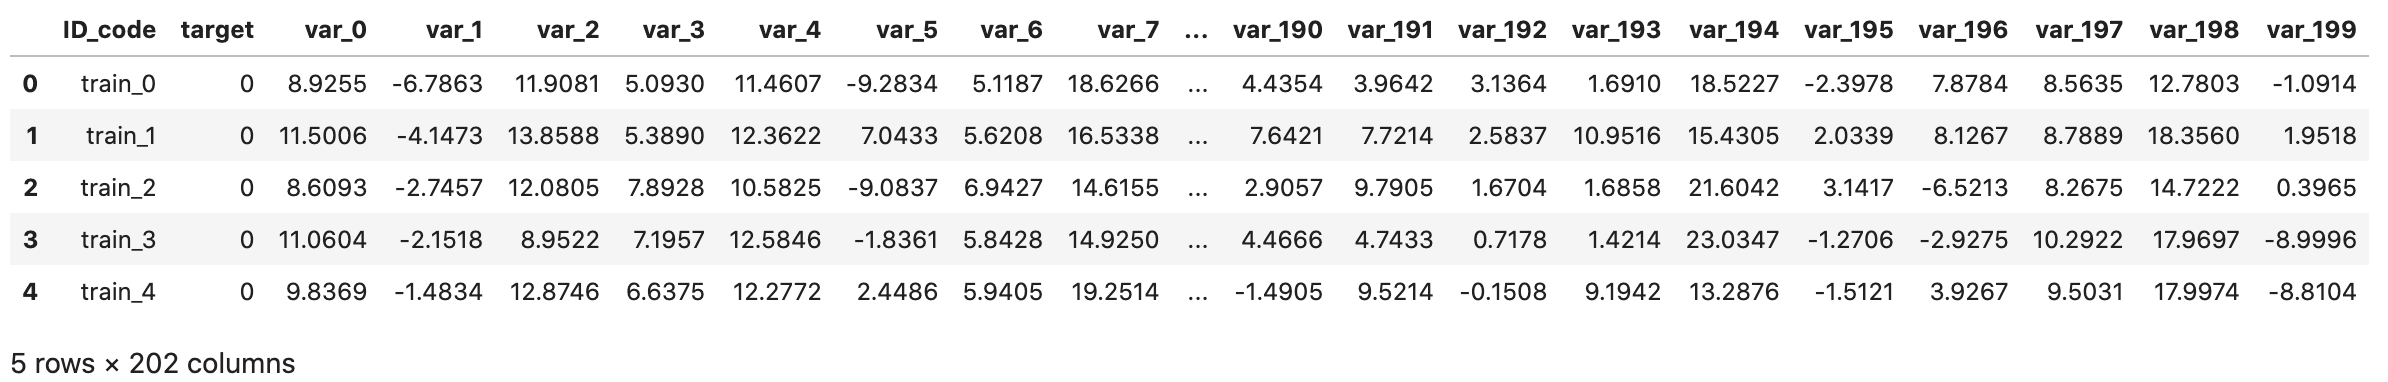 ID_code target var_0 var_1 var_2 var_3 var_4 var_5 var_6 var_7 ... var_190 var_191 var_192 var_193 var_194 var_195 var_196 var_197 var_198 var_199
0 train_0 0 8.9255 -6.7863 11.9081 5.0930 11.4607 -9.2834 5.1187 18.6266 ... 4.4354 3.9642 3.1364 1.6910 18.5227 -2.3978 7.8784 8.5635 12.7803 -1.0914
1 train_1 0 11.5006 -4.1473 13.8588 5.3890 12.3622 7.0433 5.6208 16.5338 ... 7.6421 7.7214 2.5837 10.9516 15.4305 2.0339 8.1267 8.7889 18.3560 1.9518
2 train_2 0 8.6093 -2.7457 12.0805 7.8928 10.5825 -9.0837 6.9427 14.6155 ... 2.9057 9.7905 1.6704 1.6858 21.6042 3.1417 -6.5213 8.2675 14.7222 0.3965
3 train_3 0 11.0604 -2.1518 8.9522 7.1957 12.5846 -1.8361 5.8428 14.9250 ... 4.4666 4.7433 0.7178 1.4214 23.0347 -1.2706 -2.9275 10.2922 17.9697 -8.9996
4 train_4 0 9.8369 -1.4834 12.8746 6.6375 12.2772 2.4486 5.9405 19.2514 ... -1.4905 9.5214 -0.1508 9.1942 13.2876 -1.5121 3.9267 9.5031 17.9974 -8.8104
5 rows × 202 columns